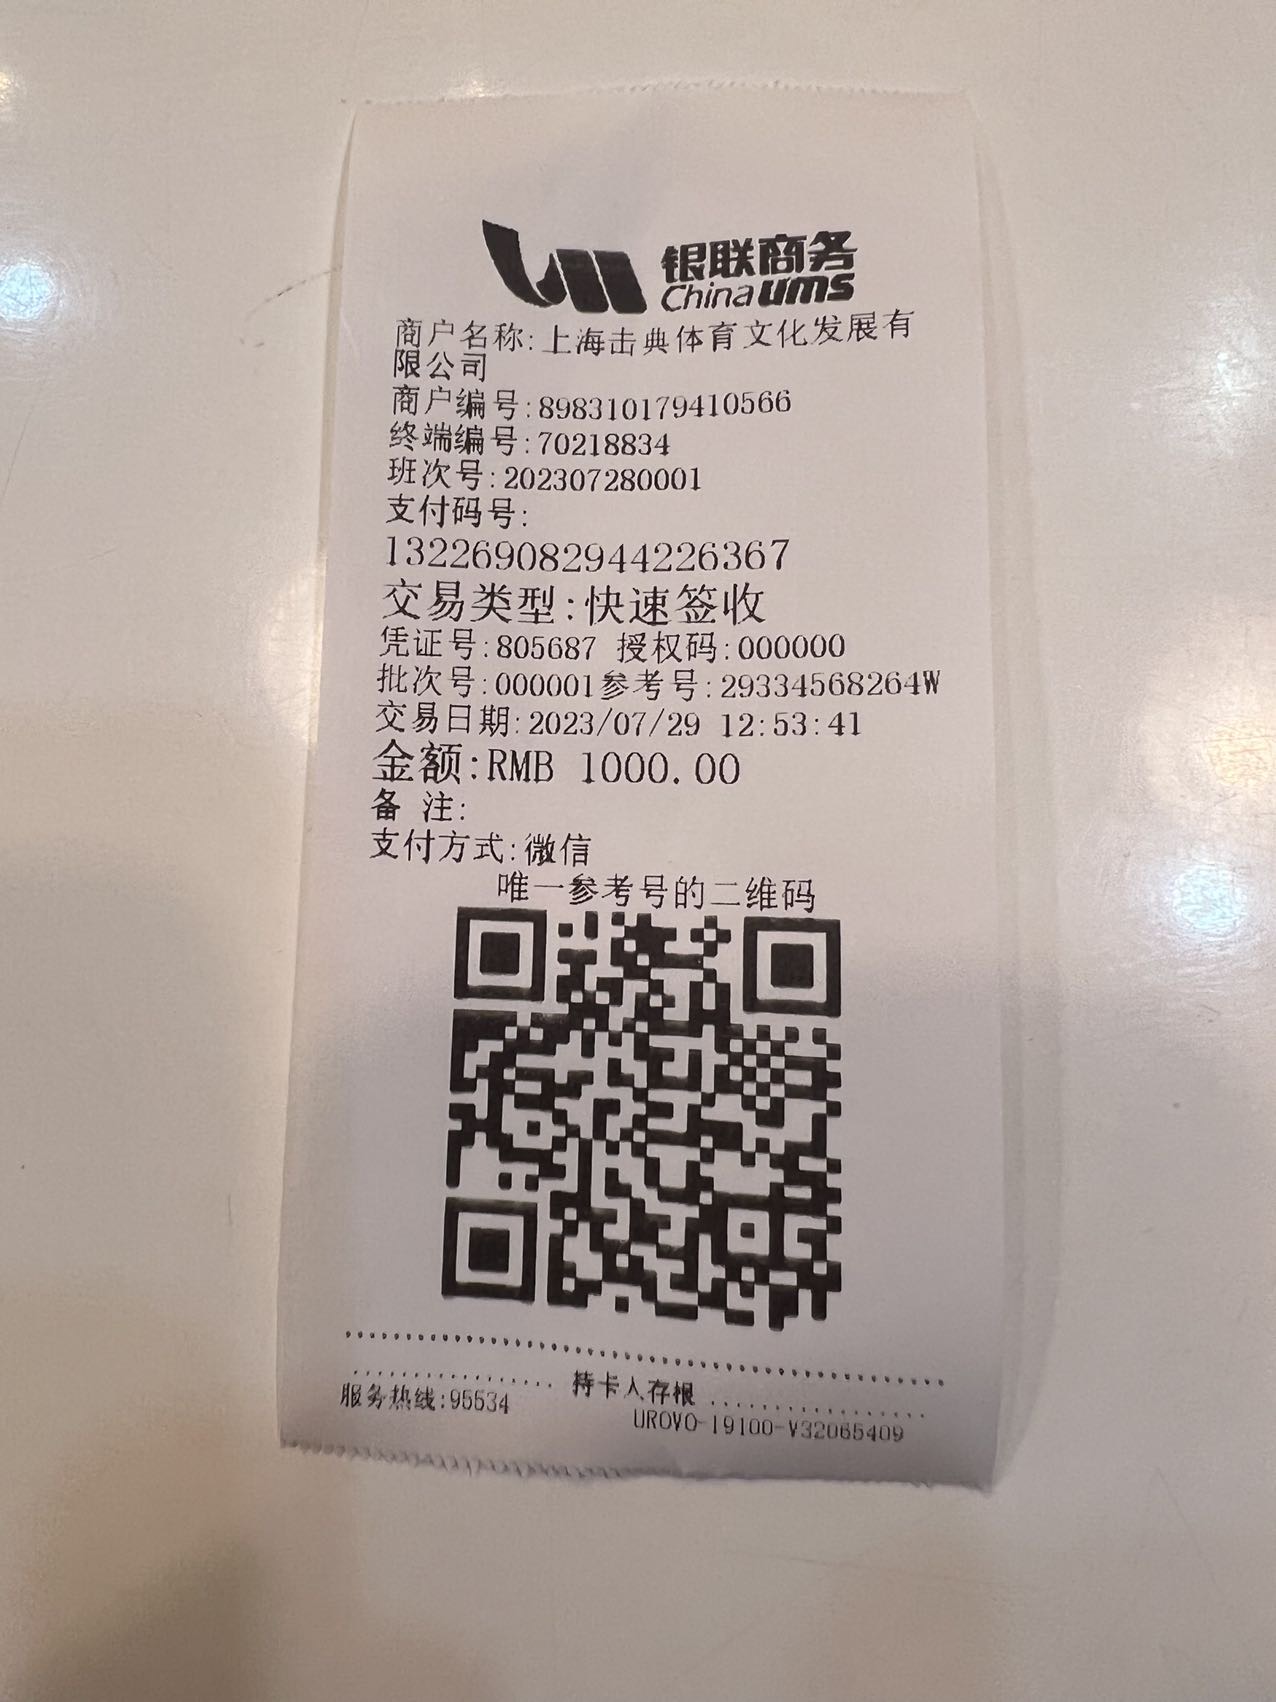 银联商务
China ums
商户名称:上海击典体育文化发展有
限公司
商户编号:898310179410566
终端编号:70218834
班次号:202307280001
支付码号:
132269082944226367
交易类型:快速签收
凭证号:805687 授权码:000000
批次号:000001参考号:29334568264W
交易日期:2023/07/29 12:53:41
金额:RMB 1000.00
备 注:
支付方式:微信
唯一参考号的二维码
持卡人存根
服务热线:95534
UROVO-I9100-V32065409